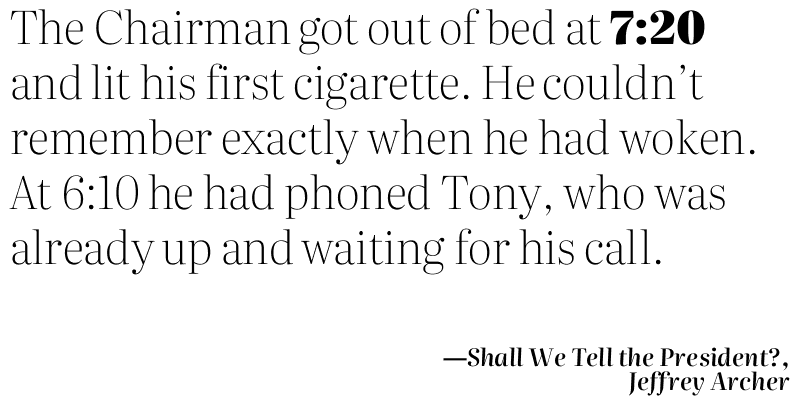 The Chairman got out of bed at 7:20
and lit his first cigarette. He couldn’t
remember exactly when he had woken.
At 6:10 he had phoned Tony, who was
already up and waiting for his call.
—Shall We Tell the President?,
Jeffrey Archer